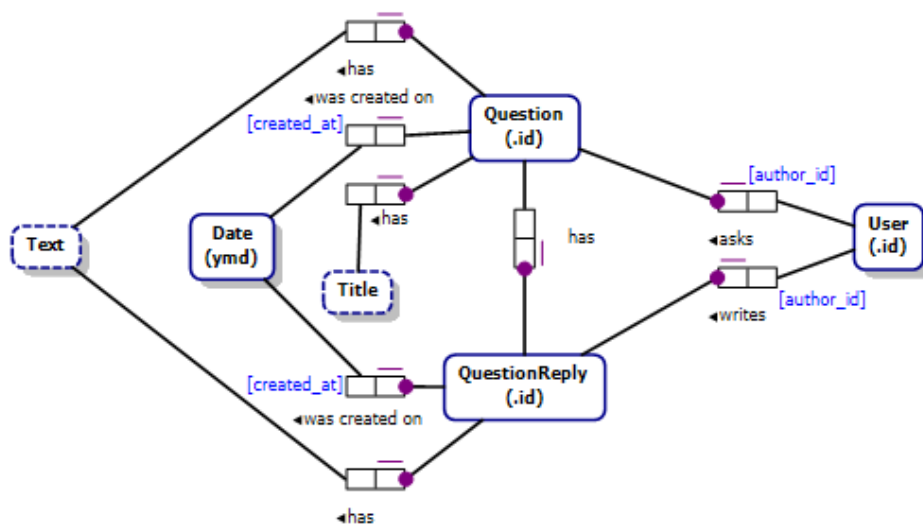 ◄has
◄was created on
[created_at]
Question
(.id)
[author_id]
Text
Date
(ymd)
◄has
has
◄asks
User
(.id)
Title
[author_id]
◄writes
[created_at]
QuestionReply
(.id)
◄was created on
◄has